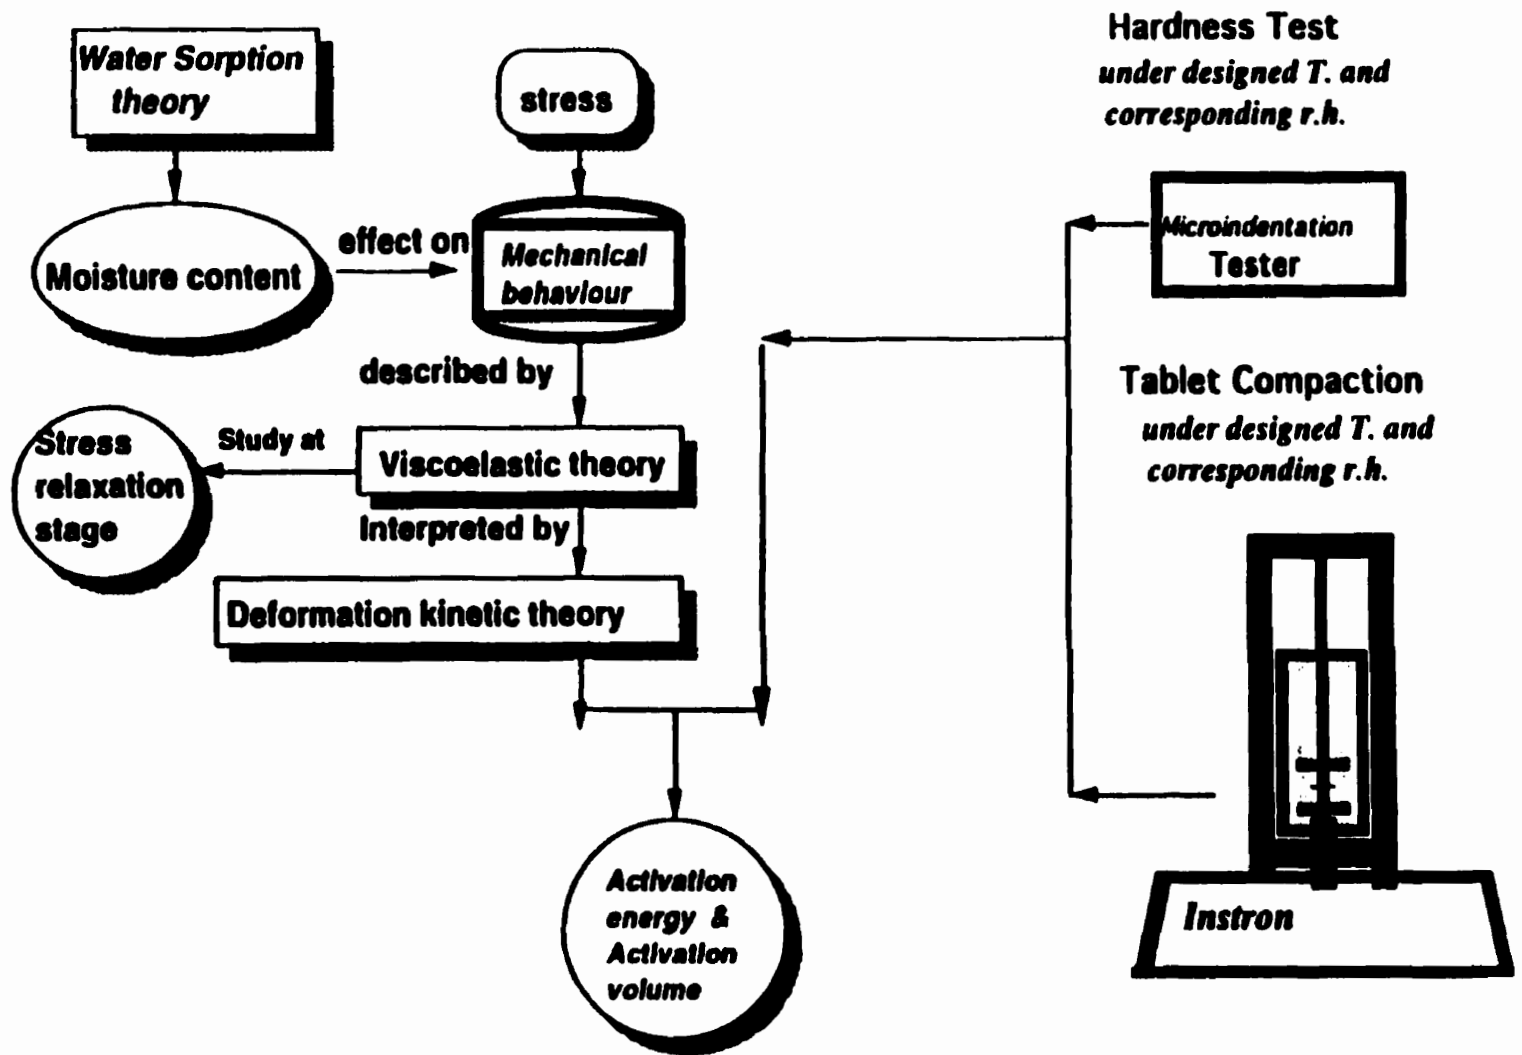 Water Sorption
theory
stress
Moisture content
effect on
Mechanical
behaviour
described by
Stress
relaxation
stage
Study at
Viscoelastic theory
Interpreted by
Deformation kinetic theory
Activation
energy &
Activation
volume
Hardness Test
under designed T. and
corresponding r.h.
Microindentation
Tester
Tablet Compaction
under designed T. and
corresponding r.h.
Instron